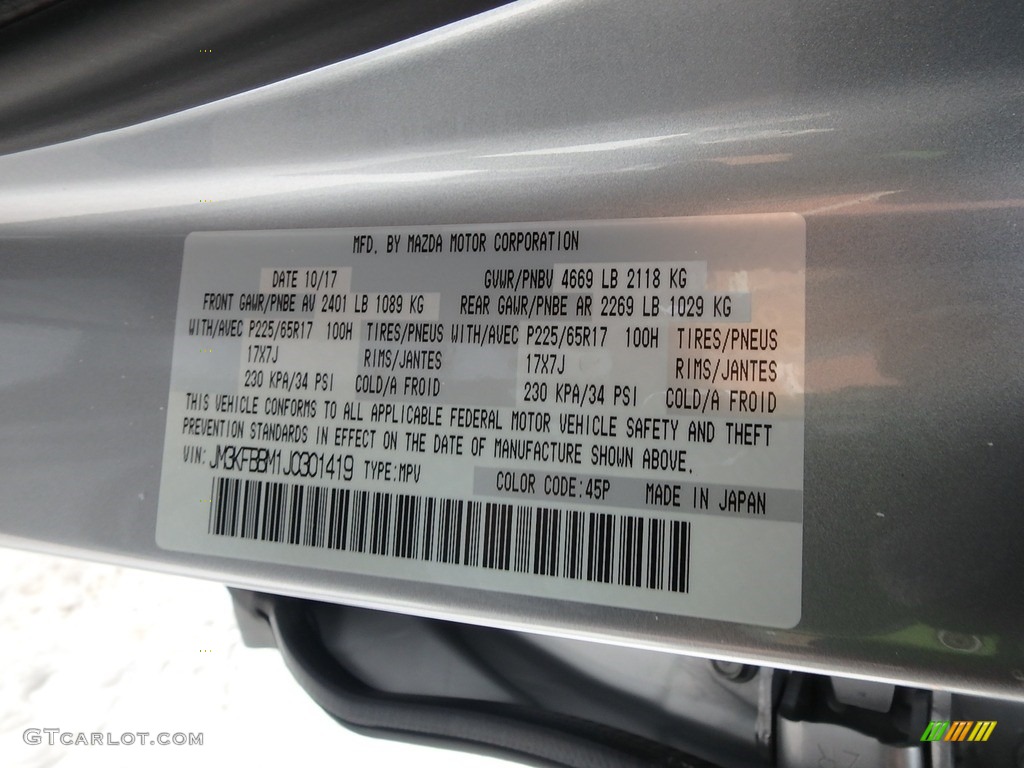 MFD. BY MAZDA MOTOR CORPORATION
DATE 10/17 GVWR/PNBV 4669 LB 2118 KG
FRONT GAWR/PNBE AV 2401 LB 1089 KG REAR GAWR/PNBE AR 2269 LB 1029 KG
WITH/AVEC P225/65R17 100H TIRES/PNEUS WITH/AVEC P225/65R17 100H TIRES/PNEUS
17X7J RIMS/JANTES 17X7J RIMS/JANTES
230 KPA/34 PSI COLD/A FROID 230 KPA/34 PSI COLD/A FROID
THIS VEHICLE CONFORMS TO ALL APPLICABLE FEDERAL MOTOR VEHICLE SAFETY AND THEFT
PREVENTION STANDARDS IN EFFECT ON THE DATE OF MANUFACTURE SHOWN ABOVE.
VIN: JM3KFBBM1J0301419 TYPE:MPV
COLOR CODE:45P MADE IN JAPAN
GTCARLOT.COM